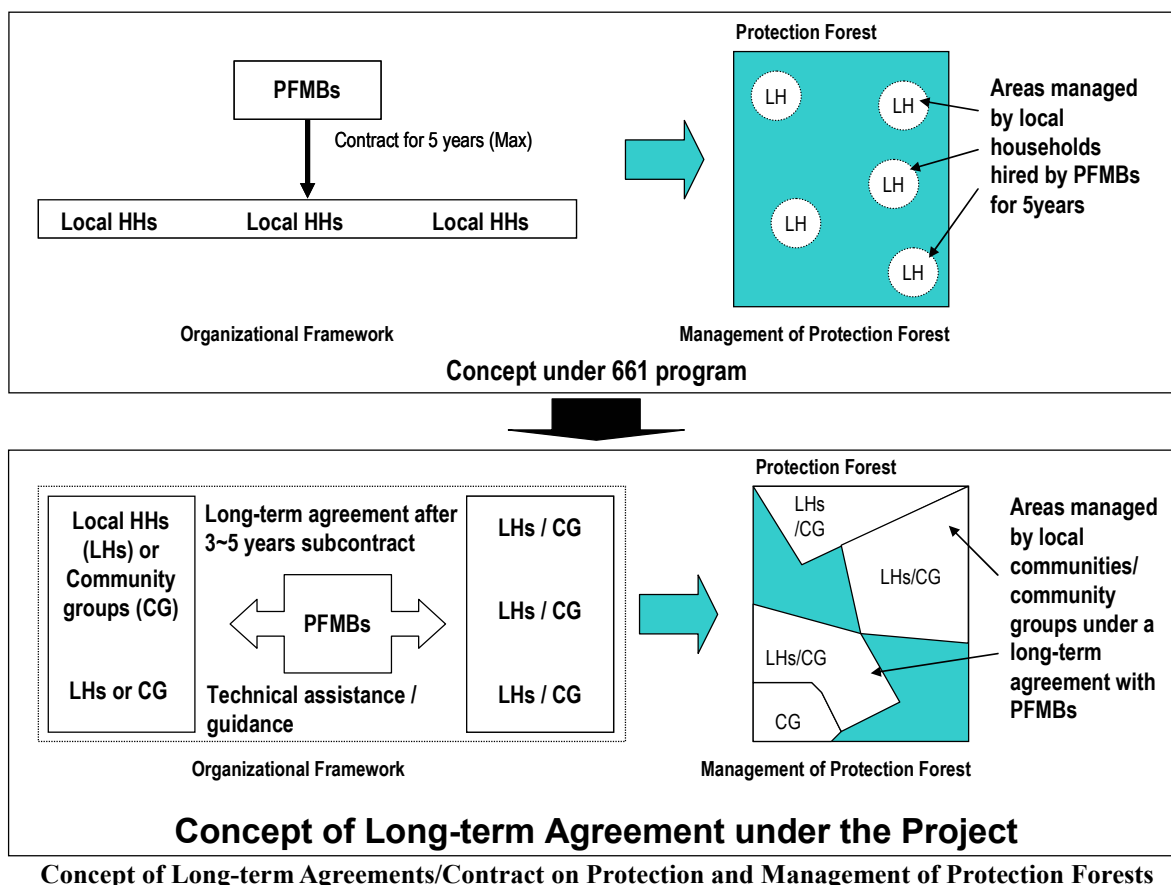 PFMBs
Contract for 5 years (Max)
Local HHs Local HHs Local HHs
Organizational Framework
Protection Forest
LH
LH
LH
LH
LH
Areas managed
by local
households
hired by PFMBs
for 5years
Management of Protection Forest
Concept under 661 program
Local HHs
(LHs) or
Community
groups (CG)
LHs or CG
Long-term agreement after
3~5 years subcontract
PFMBs
Technical assistance /
guidance
LHs / CG
LHs / CG
LHs / CG
Organizational Framework
Protection Forest
LHs
/CG
LHs/CG
LHs/CG
CG
Areas managed
by local
communities/
community
groups under a
long-term
agreement with
PFMBs
Management of Protection Forest
Concept of Long-term Agreement under the Project
Concept of Long-term Agreements/Contract on Protection and Management of Protection Forests